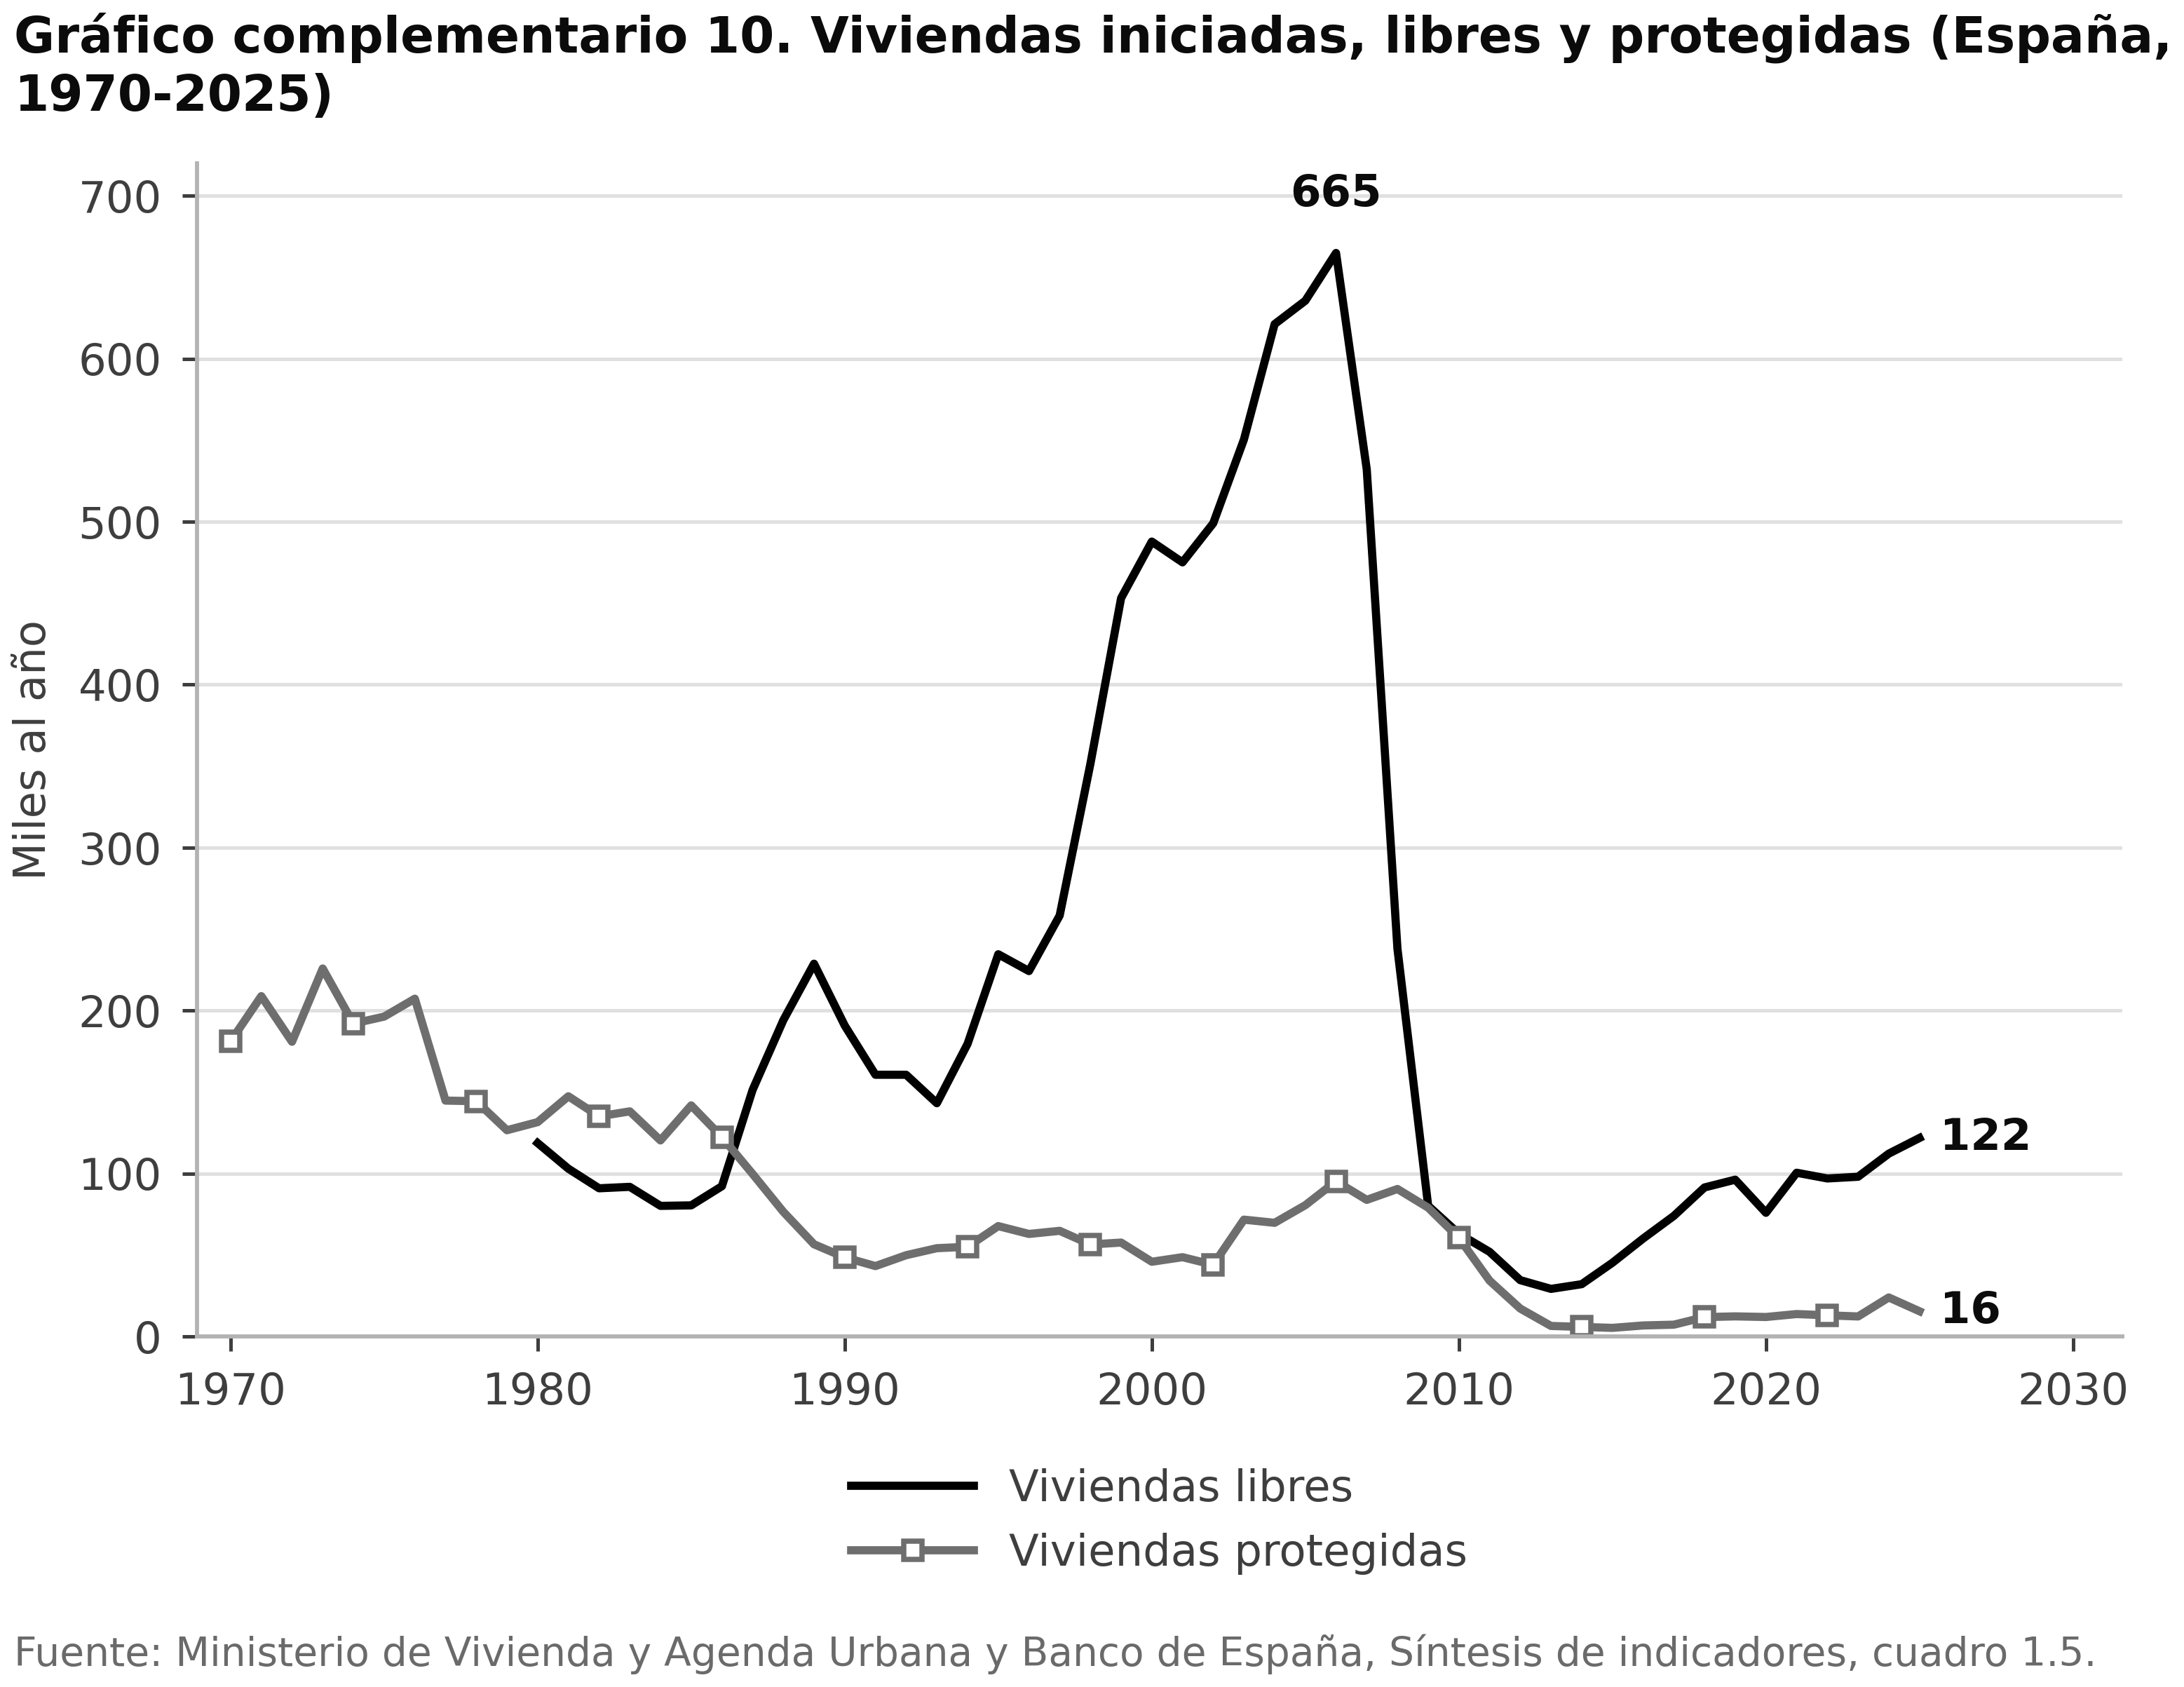 Gráfico complementario 10. Viviendas iniciadas, libres y protegidas (España,
1970-2025)
665
700
600
500
400
300
200
100
0
Miles al año
122
16
1970 1980 1990 2000 2010 2020 2030
Viviendas libres
Viviendas protegidas
Fuente: Ministerio de Vivienda y Agenda Urbana y Banco de España, Síntesis de indicadores, cuadro 1.5.